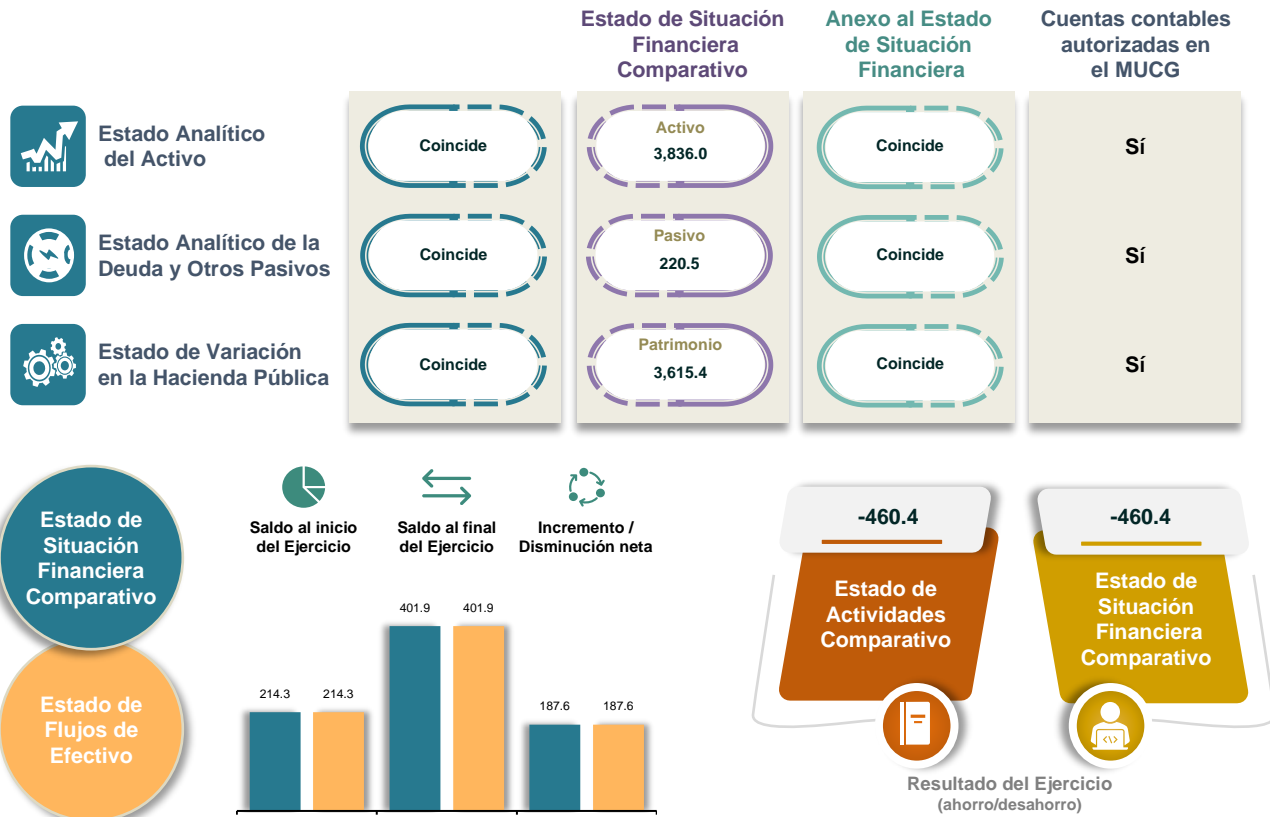 Estado de Situación
Financiera
Comparativo
Anexo al Estado
de Situación
Financiera
Cuentas contables
autorizadas en
el MUCG
Estado Analítico
del Activo
Coincide
Activo
3,836.0
Coincide
Sí
Estado Analítico de la
Deuda y Otros Pasivos
Coincide
Pasivo
220.5
Coincide
Sí
Estado de Variación
en la Hacienda Pública
Coincide
Patrimonio
3,615.4
Coincide
Sí
Estado de
Situación
Financiera
Comparativo
Estado de
Flujos de
Efectivo
Saldo al inicio
del Ejercicio
Saldo al final
del Ejercicio
Incremento /
Disminución neta
214.3
214.3
401.9
401.9
187.6
187.6
-460.4
Estado de
Actividades
Comparativo
-460.4
Estado de
Situación
Financiera
Comparativo
Resultado del Ejercicio
(ahorro/desahorro)